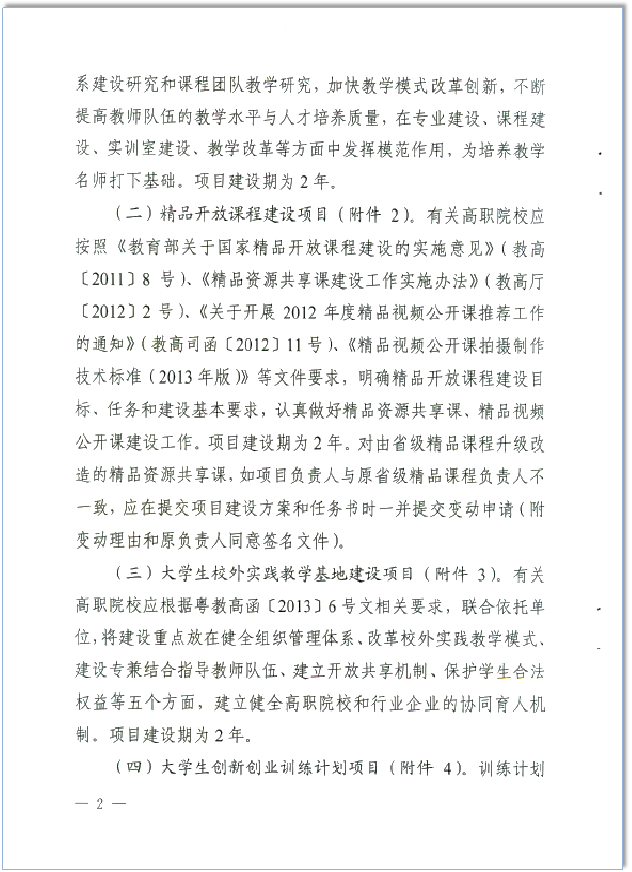 系建设研究和课程团队教学研究，加快教学模式改革创新，不断
提高教师队伍的教学水平与人才培养质量，在专业建设、课程建
设、实训室建设、教学改革等方面中发挥模范作用，为培养教学
名师打下基础。项目建设期为2年。
（二）精品开放课程建设项目（附件 2）。有关高职院校应
按照《教育部关于国家精品开放课程建设的实施意见》（教高
〔2011〕8 号）、《精品资源共享课建设工作实施办法》（教高厅
〔2012〕2 号）、《关于开展 2012 年度精品视频公开课推荐工作
的通知》（教高司函〔2012〕11号）、《精品视频公开课拍摄制作
技术标准（2013年版）》等文件要求，明确精品开放课程建设目
标、任务和建设基本要求，认真做好精品资源共享课、精品视频
公开课建设工作。项目建设期为2年。对由省级精品课程升级改
造的精品资源共享课，如项目负责人与原省级精品课程负责人不
一致，应在提交项目建设方案和任务书时一并提交变动申请（附
变动理由和原负责人同意签名文件）。
（三）大学生校外实践教学基地建设项目（附件 3）。有关
高职院校应根据粤教高函〔2013〕6号文相关要求，联合依托单
位，将建设重点放在健全组织管理体系、改革校外实践教学模式、
建设专兼结合指导教师队伍、建立开放共享机制、保护学生合法
权益等五个方面，建立健全高职院校和行业企业的协同育人机
制。项目建设期为2年。
（四）大学生创新创业训练计划项目（附件 4）。训练计划
— 2 —